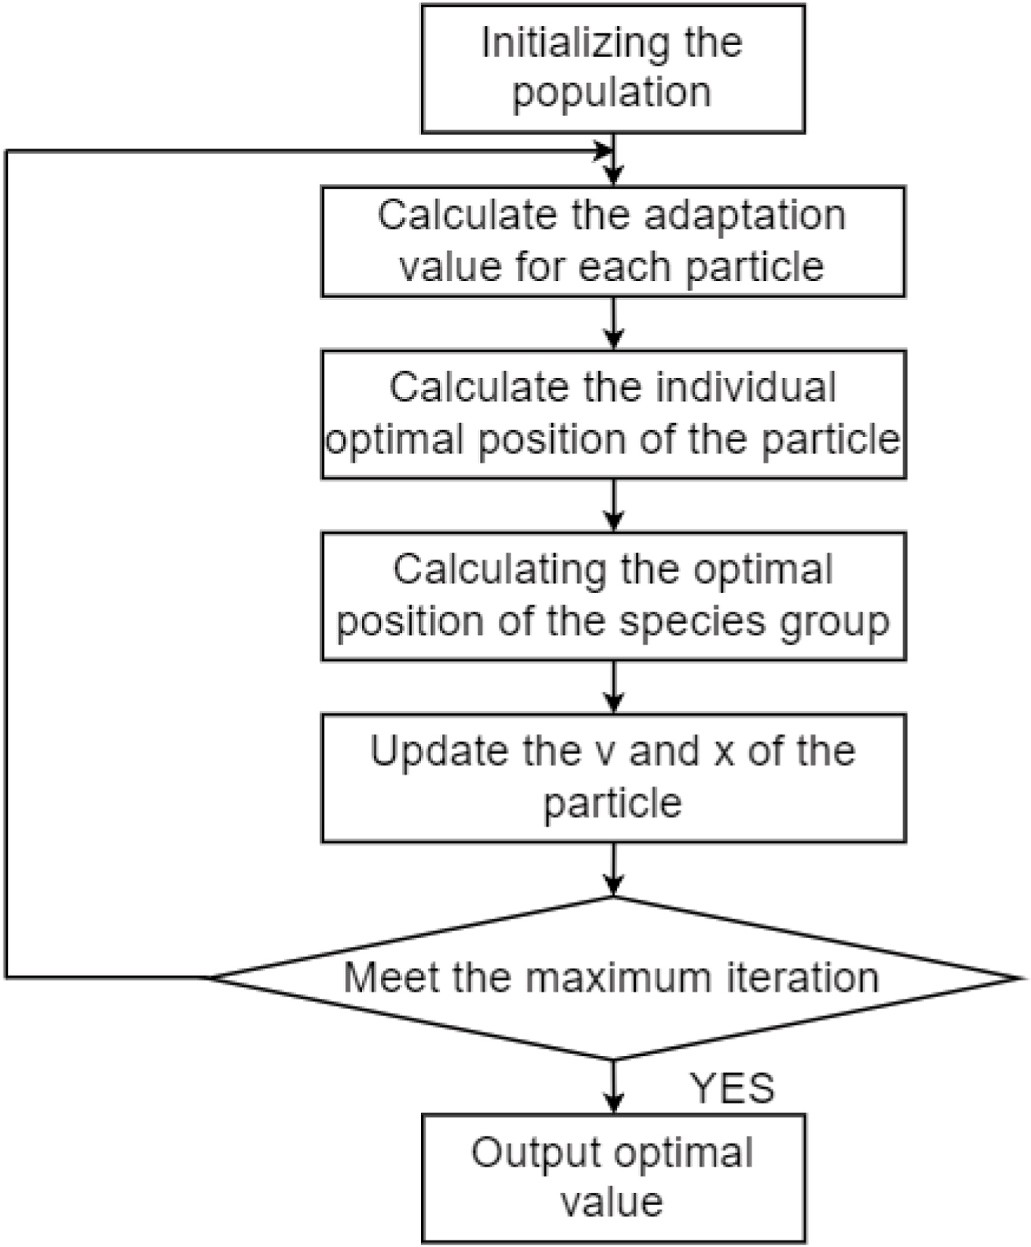 Initializing the
population
Calculate the adaptation
value for each particle
Calculate the individual
optimal position of the particle
Calculating the optimal
position of the species group
Update the v and x of the
particle
Meet the maximum iteration
YES
Output optimal
value